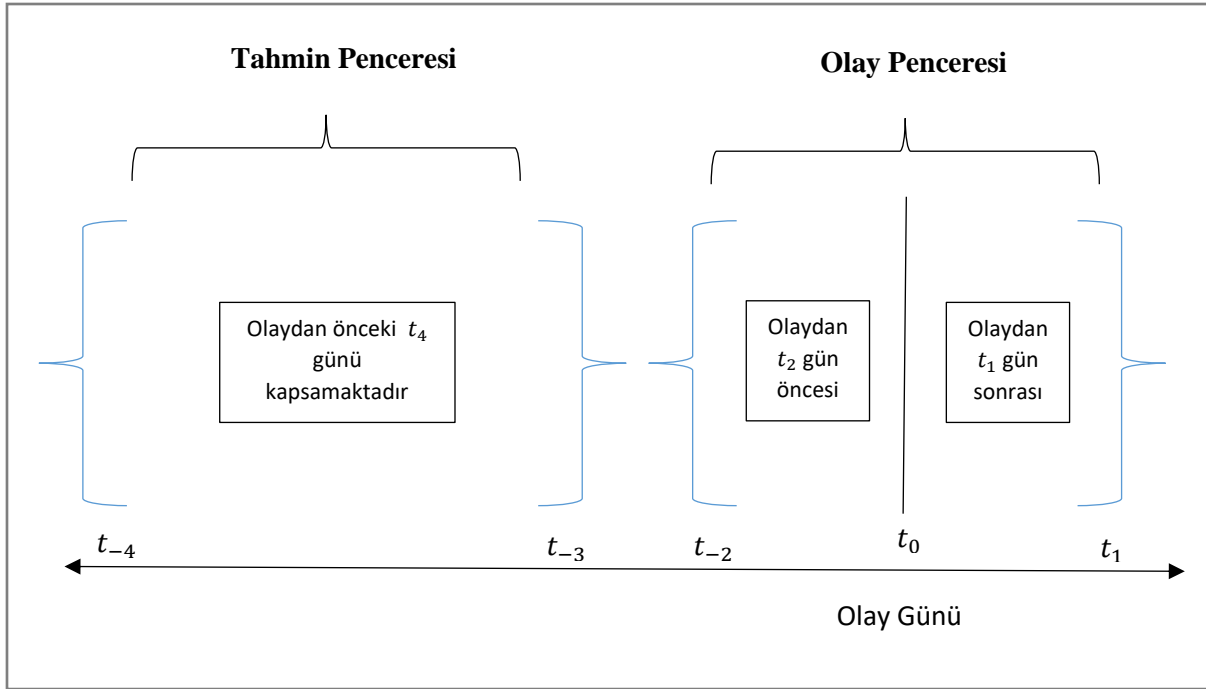 Tahmin Penceresi
Olay Penceresi
Olaydan önceki t₄
günü
kapsamaktadır
Olaydan
t₂ gün
öncesi
Olaydan
t₁ gün
sonrası
t₋₄
t₋₃
t₋₂
t₀
t₁
Olay Günü